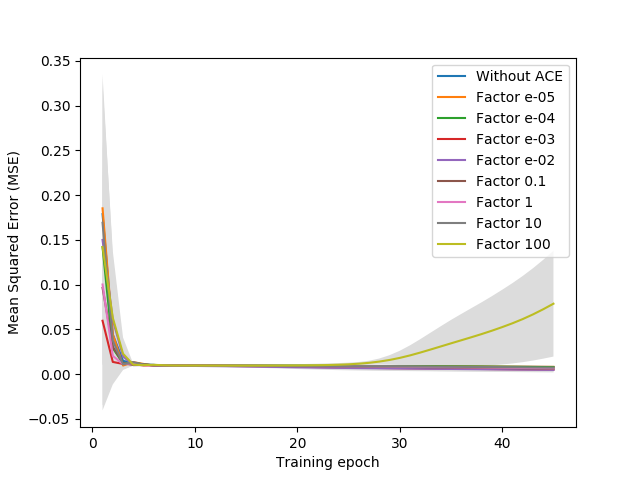 0.35
0.30
0.25
0.20
0.15
0.10
0.05
0.00
−0.05
Mean Squared Error (MSE)
0
10
20
30
40
Training epoch
Without ACE
Factor e-05
Factor e-04
Factor e-03
Factor e-02
Factor 0.1
Factor 1
Factor 10
Factor 100